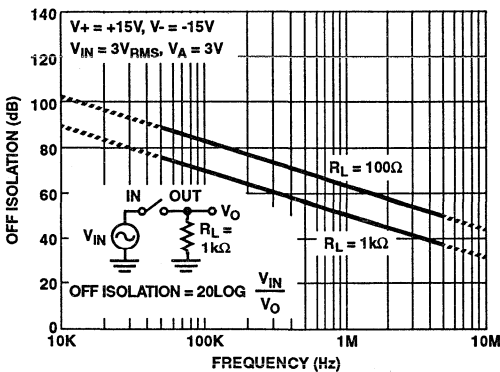 140
120
100
80
60
40
20
0
OFF ISOLATION (dB)
V+ = +15V, V- = -15V
VIN = 3VRMS, VA = 3V
RL = 100Ω
RL = 1kΩ
IN OUT
VO
VIN
RL =
1kΩ
OFF ISOLATION = 20LOG VIN
VO
10K 100K 1M 10M
FREQUENCY (Hz)